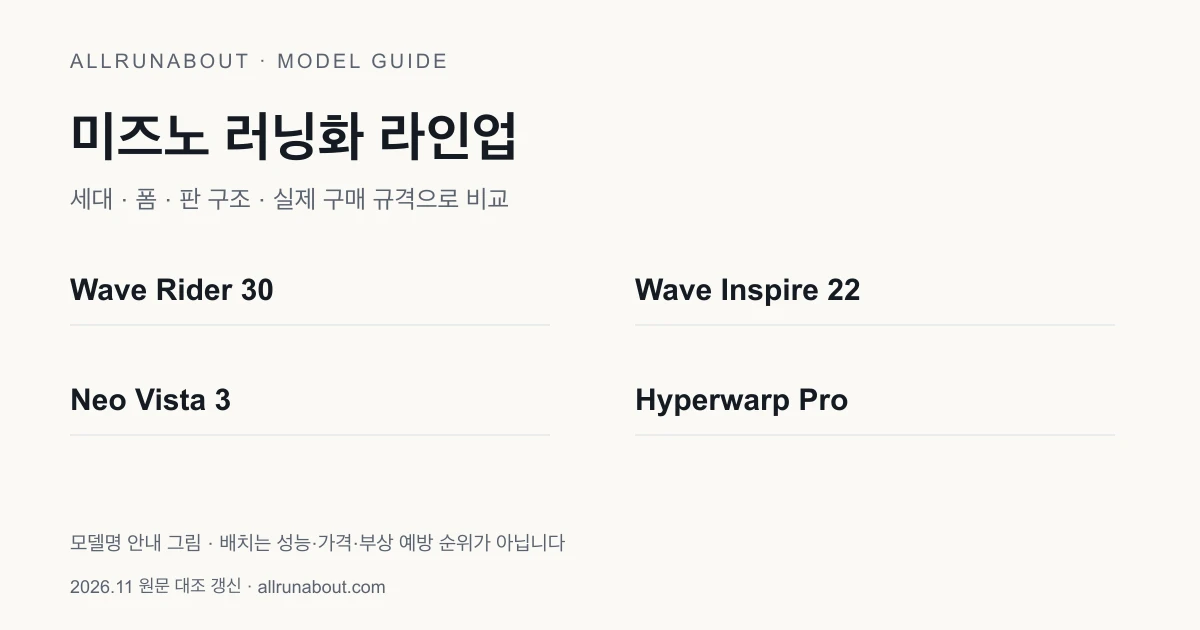 ALLRUNABOUT · MODEL GUIDE
미즈노 러닝화 라인업
세대 · 폼 · 판 구조 · 실제 구매 규격으로 비교
Wave Rider 30
Wave Inspire 22
Neo Vista 3
Hyperwarp Pro
모델명 안내 그림 · 배치는 성능·가격·부상 예방 순위가 아닙니다
2026.11 원문 대조 갱신 · allrunabout.com